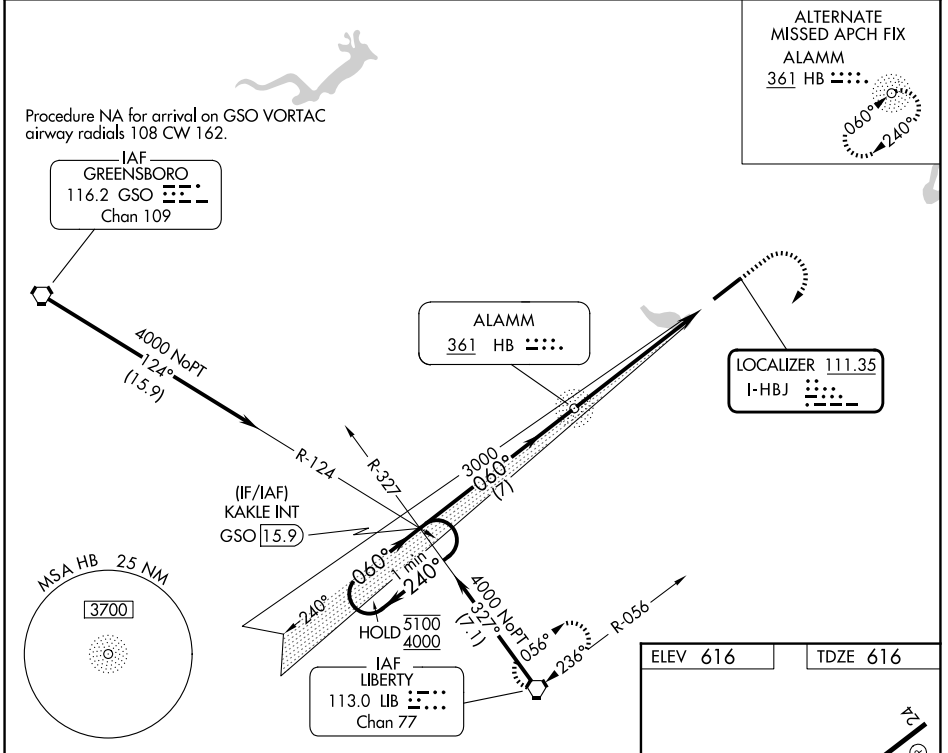 ALTERNATE
MISSED APCH FIX
ALAMM
361 HB
060°
240°
Procedure NA for arrival on GSO VORTAC
airway radials 108 CW 162.
IAF
GREENSBORO
116.2 GSO
Chan 109
4000 NoPT
124°
(15.9)
R-124
ALAMM
361 HB
LOCALIZER 111.35
I-HBJ
R-327
3000
060°
(7)
(IF/IAF)
KAKLE INT
GSO 15.9
060°
1 min
240°
240°
HOLD 5100
4000
4000 NoPT
327°
(7.1)
056°
R-056
236°
MSA HB 25 NM
3700
IAF
LIBERTY
113.0 LIB
Chan 77
ELEV 616
TDZE 616
24